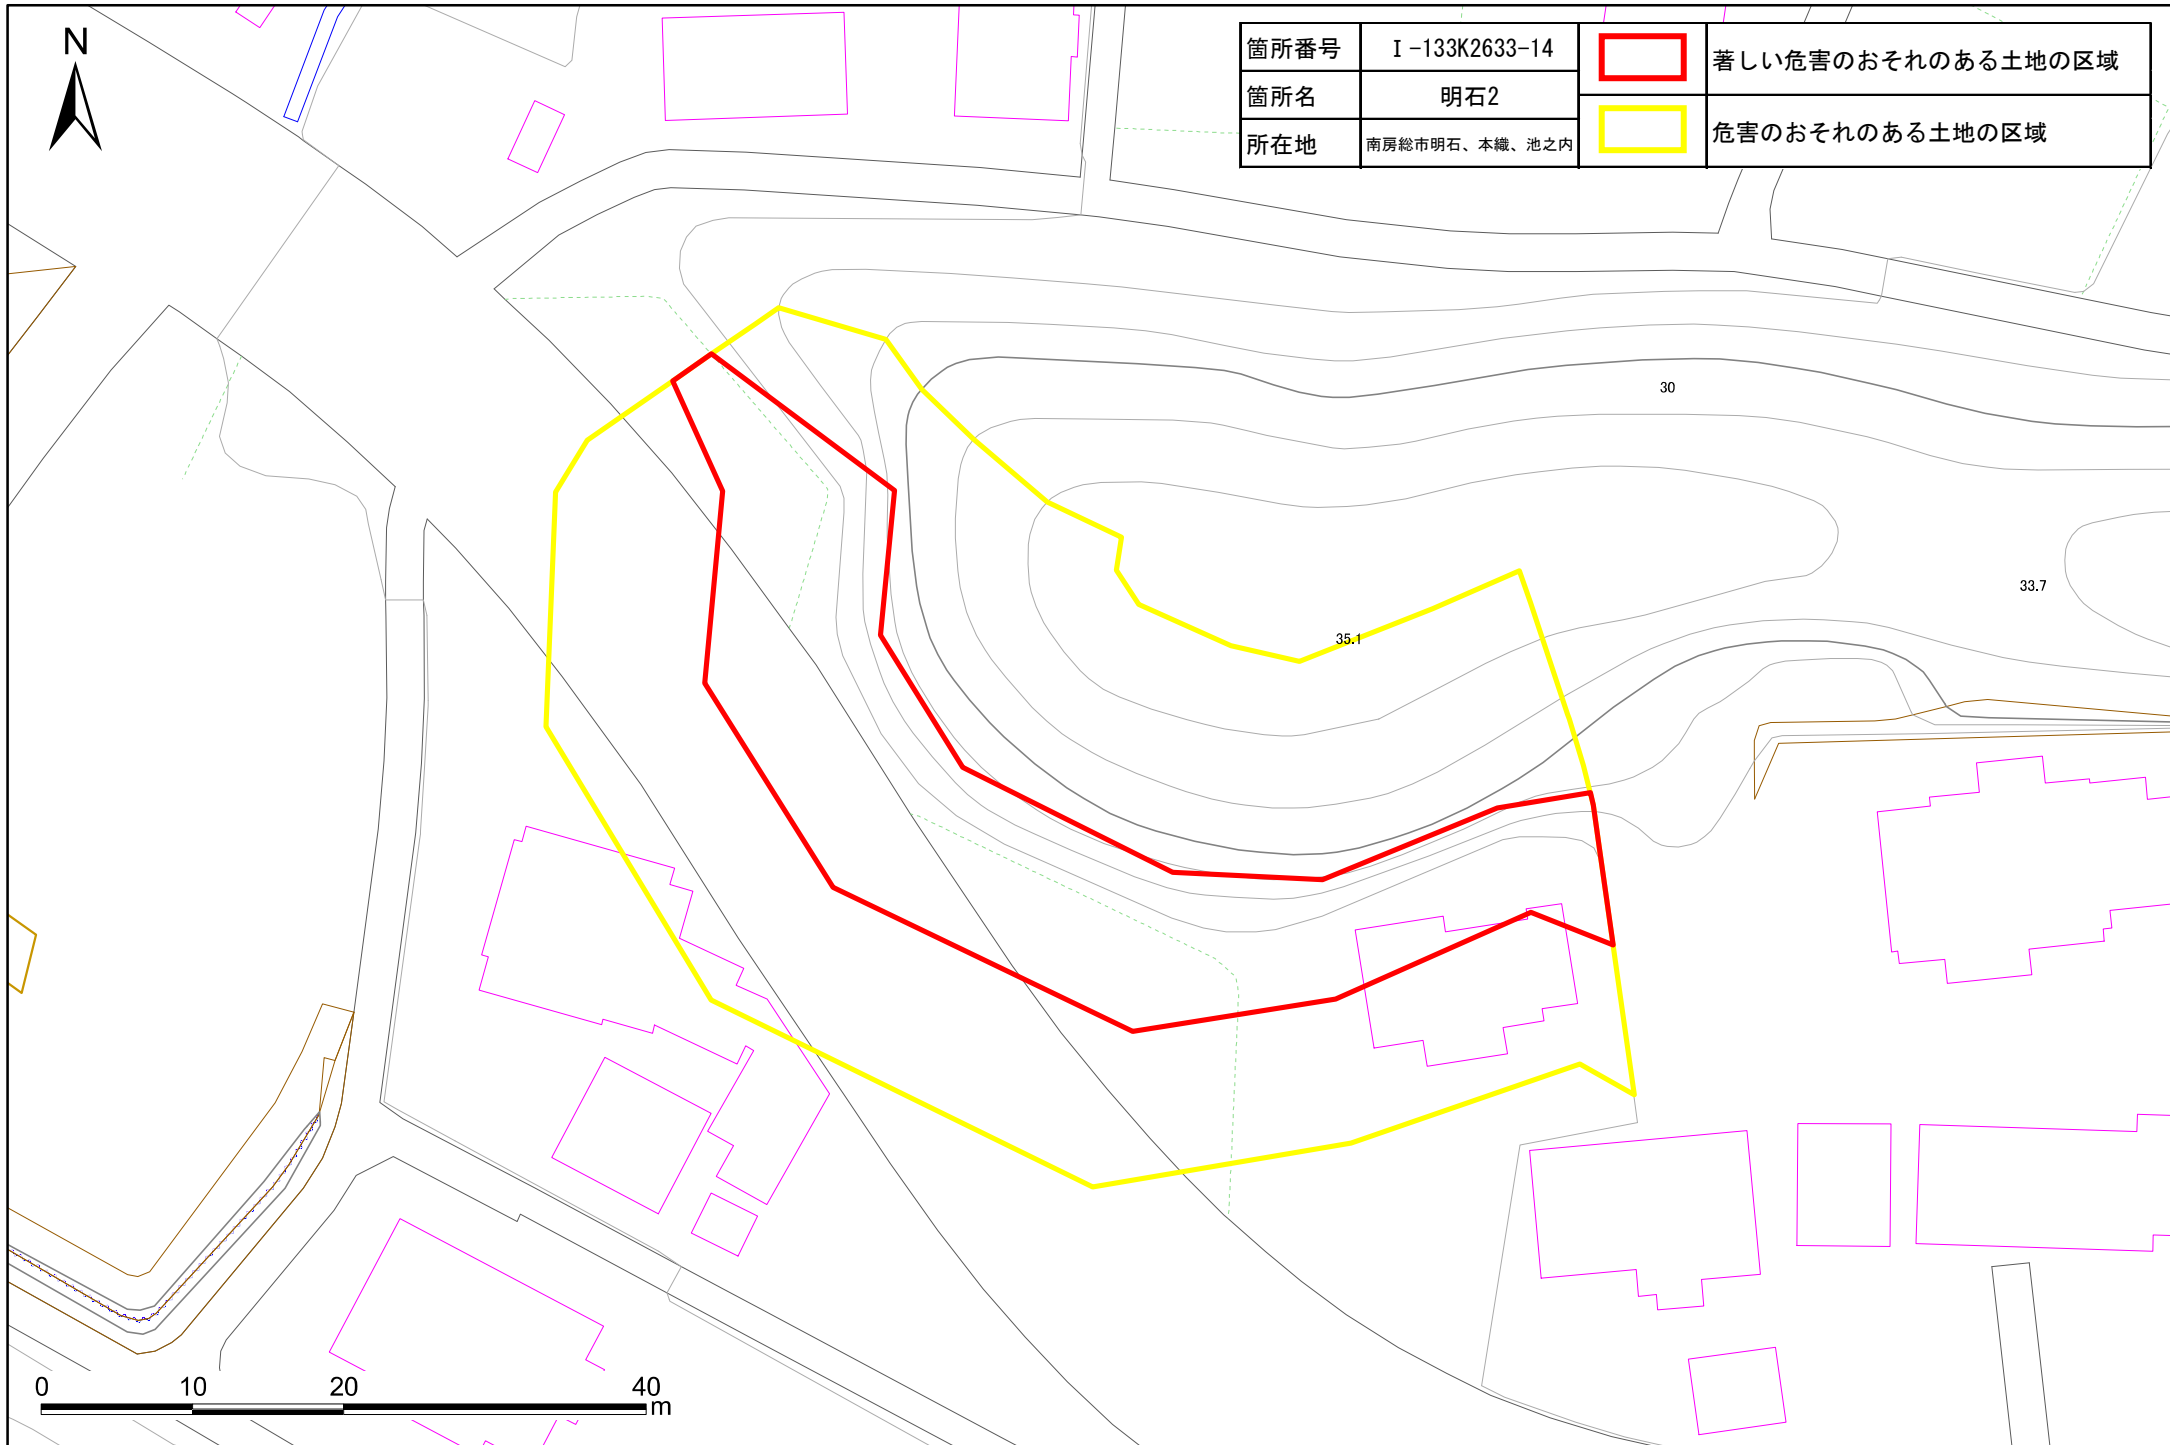 N
箇所番号 Ⅰ-133K2633-14
著しい危害のおそれのある土地の区域
箇所名 明石2
危害のおそれのある土地の区域
所在地 南房総市明石、本織、池之内
30
33.7
35.1
0 10 20 40
m